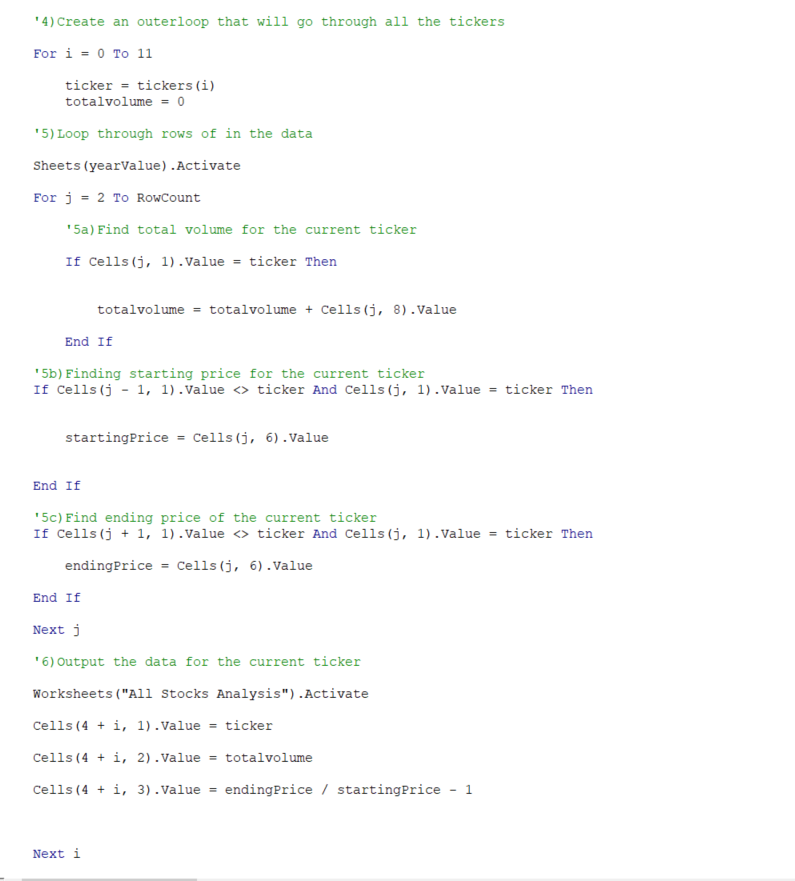 '4)Create an outerloop that will go through all the tickers
For i = 0 To 11
ticker = tickers(i)
totalvolume = 0
'5)Loop through rows of in the data
Sheets(yearValue).Activate
For j = 2 To RowCount
'5a)Find total volume for the current ticker
If Cells(j, 1).Value = ticker Then
totalvolume = totalvolume + Cells(j, 8).Value
End If
'5b)Finding starting price for the current ticker
If Cells(j - 1, 1).Value <> ticker And Cells(j, 1).Value = ticker Then
startingPrice = Cells(j, 6).Value
End If
'5c)Find ending price of the current ticker
If Cells(j + 1, 1).Value <> ticker And Cells(j, 1).Value = ticker Then
endingPrice = Cells(j, 6).Value
End If
Next j
'6)Output the data for the current ticker
Worksheets("All Stocks Analysis").Activate
Cells(4 + i, 1).Value = ticker
Cells(4 + i, 2).Value = totalvolume
Cells(4 + i, 3).Value = endingPrice / startingPrice - 1
Next i